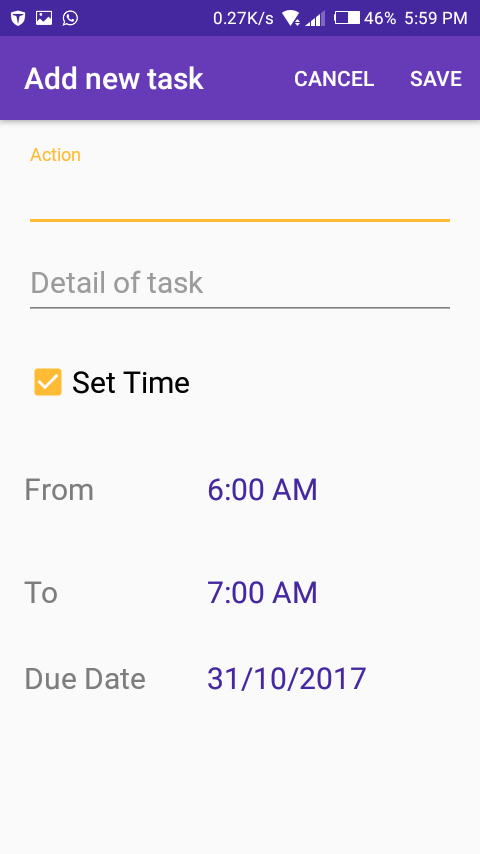 0.27K/s 46% 5:59 PM
Add new task CANCEL SAVE
Action
Detail of task
Set Time
From 6:00 AM
To 7:00 AM
Due Date 31/10/2017